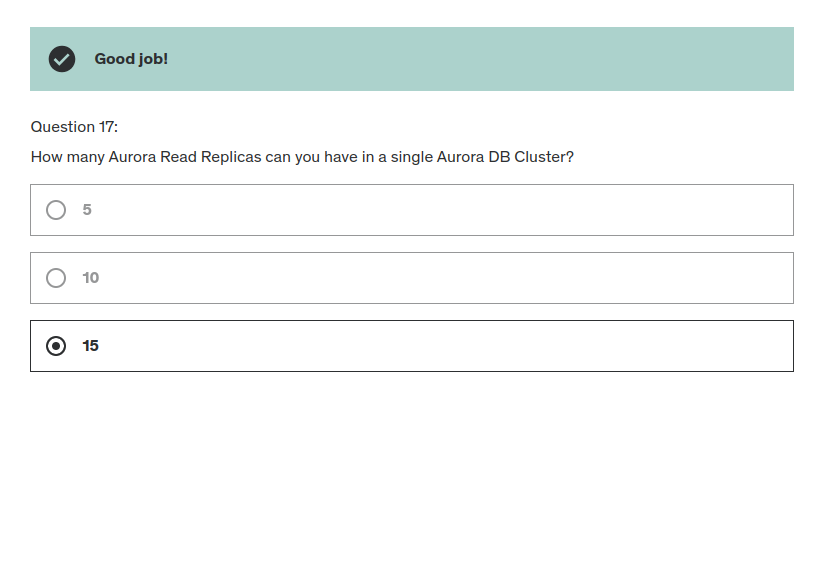 Good job!
Question 17:
How many Aurora Read Replicas can you have in a single Aurora DB Cluster?
5
10
15